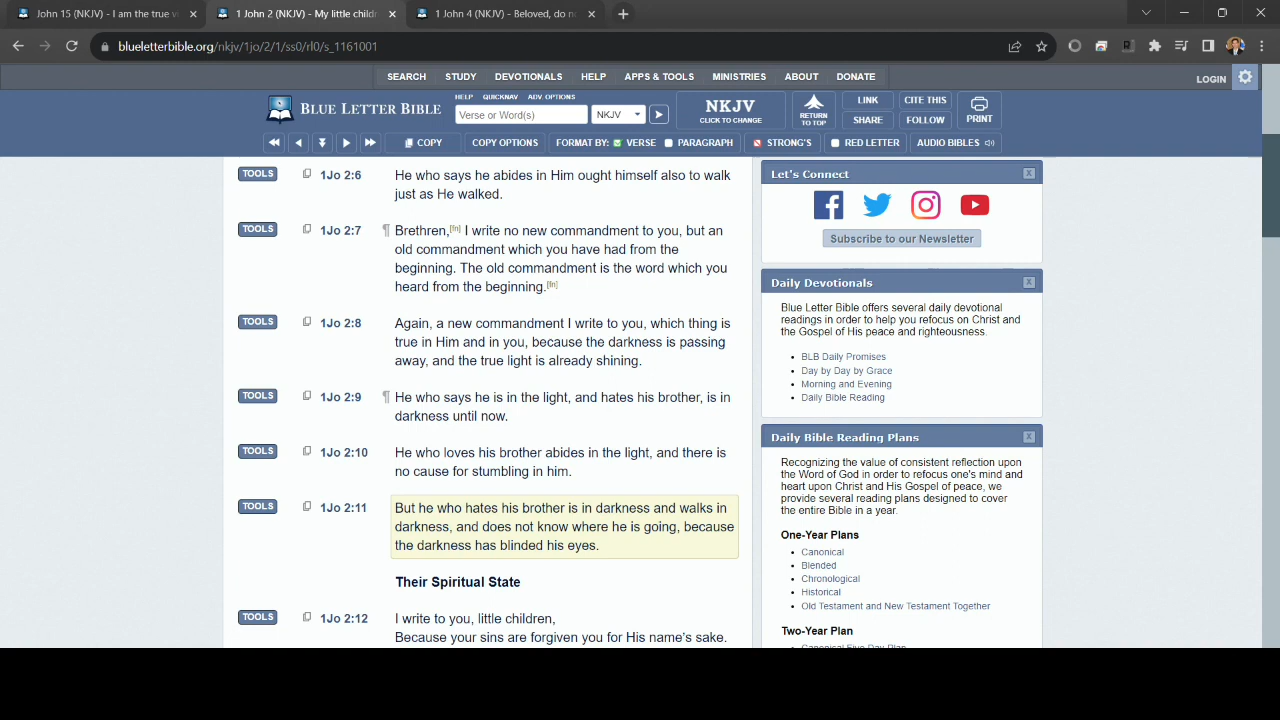 John 15 (NKJV) - I am the true v
1 John 2 (NKJV) - My little childr
1 John 4 (NKJV) - Beloved, do n
blueletterbible.org/nkjv/1jo/2/1/ss0/rl0/s_1161001
SEARCH STUDY DEVOTIONALS HELP APPS & TOOLS MINISTRIES ABOUT DONATE
LOGIN
BLUE LETTER BIBLE
HELP QUICKNAV ADV. OPTIONS
Verse or Word(s)
NKJV
NKJV
CLICK TO CHANGE
RETURN
TO TOP
LINK
CITE THIS
SHARE
FOLLOW
PRINT
COPY COPY OPTIONS FORMAT BY: VERSE PARAGRAPH STRONG'S RED LETTER AUDIO BIBLES
TOOLS 1Jo 2:6 He who says he abides in Him ought himself also to walk
just as He walked.
TOOLS 1Jo 2:7 ¶ Brethren,[fn] I write no new commandment to you, but an
old commandment which you have had from the
beginning. The old commandment is the word which you
heard from the beginning.[fn]
TOOLS 1Jo 2:8 Again, a new commandment I write to you, which thing is
true in Him and in you, because the darkness is passing
away, and the true light is already shining.
TOOLS 1Jo 2:9 ¶ He who says he is in the light, and hates his brother, is in
darkness until now.
TOOLS 1Jo 2:10 He who loves his brother abides in the light, and there is
no cause for stumbling in him.
TOOLS 1Jo 2:11 But he who hates his brother is in darkness and walks in
darkness, and does not know where he is going, because
the darkness has blinded his eyes.
Their Spiritual State
TOOLS 1Jo 2:12 I write to you, little children,
Because your sins are forgiven you for His name's sake.
Let's Connect
Subscribe to our Newsletter
Daily Devotionals
Blue Letter Bible offers several daily devotional
readings in order to help you refocus on Christ and
the Gospel of His peace and righteousness.
• BLB Daily Promises
• Day by Day by Grace
• Morning and Evening
• Daily Bible Reading
Daily Bible Reading Plans
Recognizing the value of consistent reflection upon
the Word of God in order to refocus one's mind and
heart upon Christ and His Gospel of peace, we
provide several reading plans designed to cover
the entire Bible in a year.
One-Year Plans
• Canonical
• Blended
• Chronological
• Historical
• Old Testament and New Testament Together
Two-Year Plan
Canonical Five Day Plan